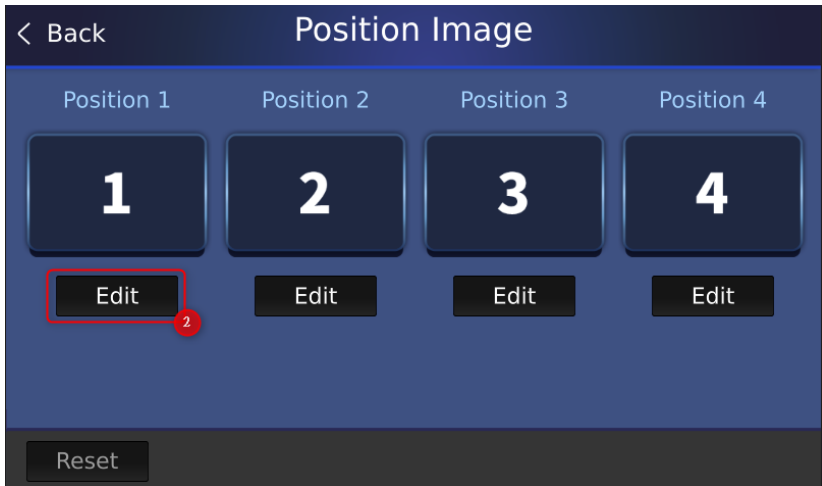 Back
Position Image
Position 1 Position 2 Position 3 Position 4
1 2 3 4
Edit Edit Edit Edit
2
Reset